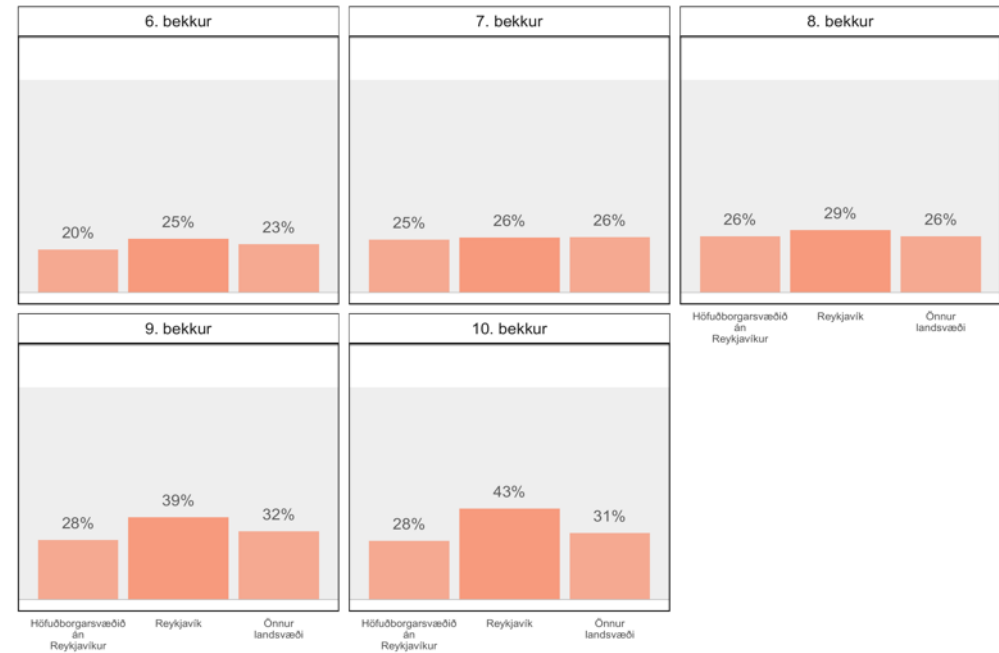 6. bekkur
7. bekkur
8. bekkur
20%
25%
23%
25%
26%
26%
26%
29%
26%
Höfuðborgarsvæðið
án
Reykjavíkur
Reykjavík
Önnur
landsvæði
9. bekkur
10. bekkur
28%
39%
32%
28%
43%
31%
Höfuðborgarsvæðið
án
Reykjavíkur
Reykjavík
Önnur
landsvæði
Höfuðborgarsvæðið
án
Reykjavíkur
Reykjavík
Önnur
landsvæði